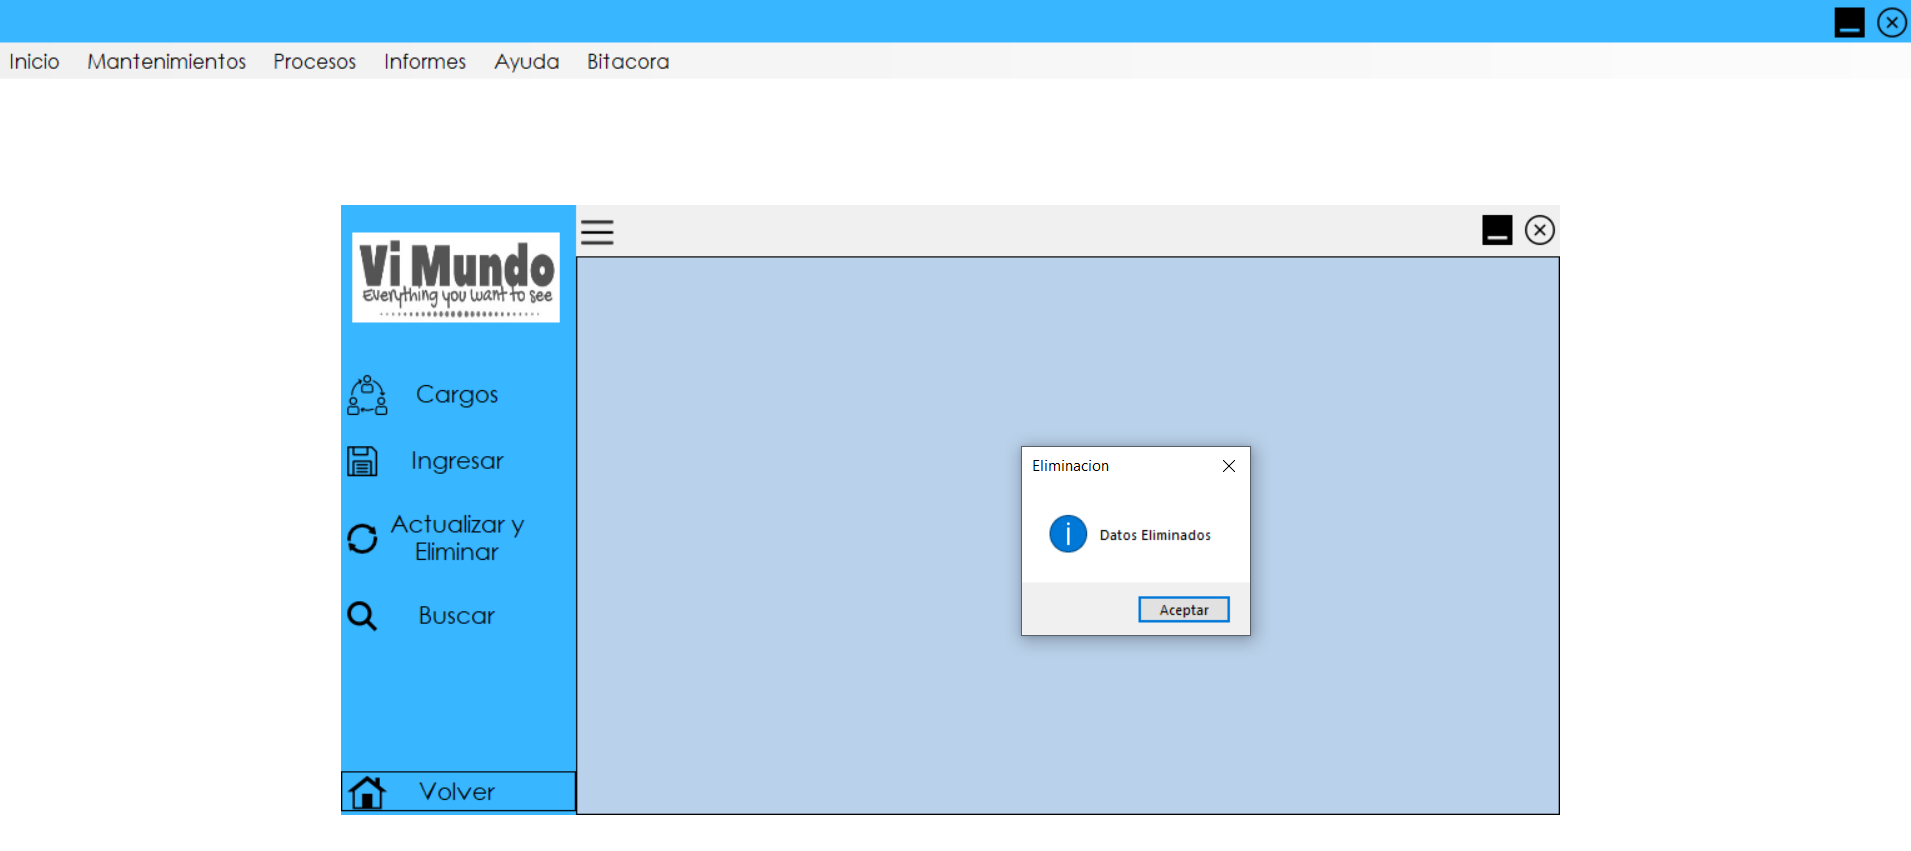 Inicio Mantenimientos Procesos Informes Ayuda Bitacora
Vi Mundo
Everything you want to see
Cargos
Ingresar
Actualizar y
Eliminar
Buscar
Volver
Eliminacion
Datos Eliminados
Aceptar